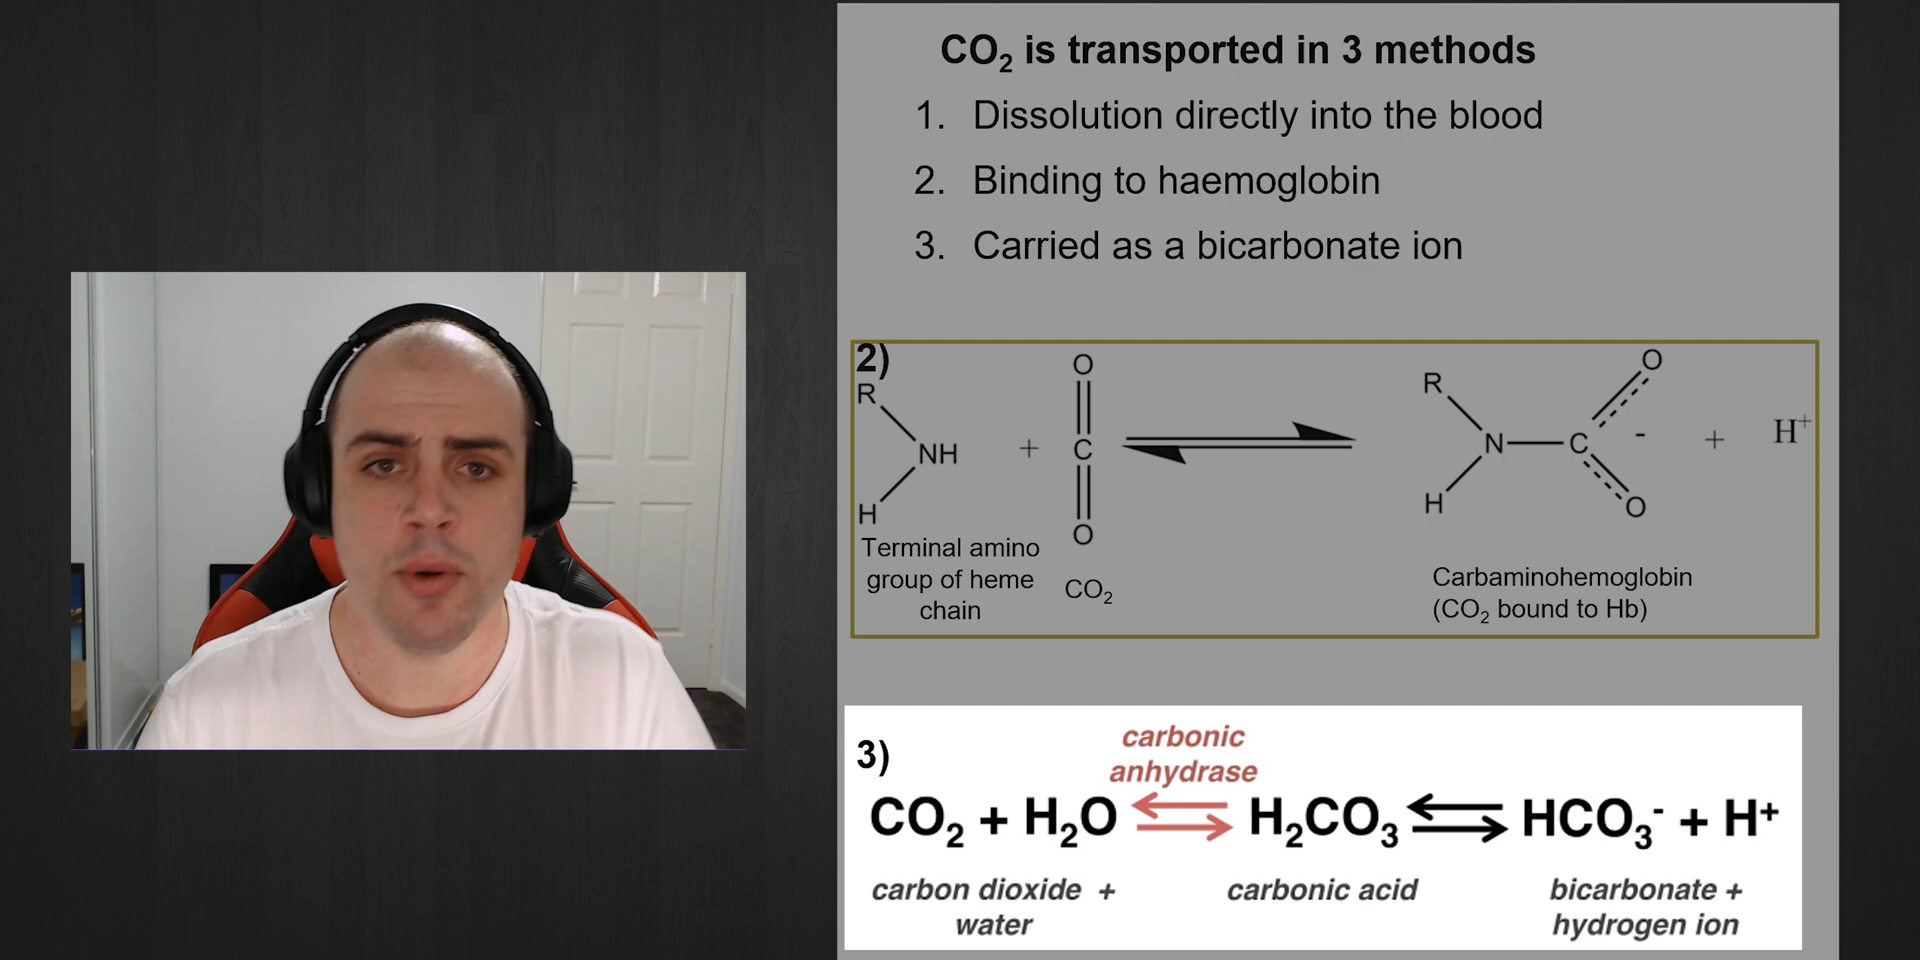 CO₂ is transported in 3 methods
1. Dissolution directly into the blood
2. Binding to haemoglobin
3. Carried as a bicarbonate ion
2)
R
NH
H
+
O
C
O
R
N
H
C
O
-
O
+
H⁺
Terminal amino
group of heme
chain
CO₂
Carbaminohemoglobin
(CO₂ bound to Hb)
3)
carbonic
anhydrase
CO₂ + H₂O ⇄ H₂CO₃ ⇄ HCO₃⁻ + H⁺
carbon dioxide +
water
carbonic acid
bicarbonate +
hydrogen ion